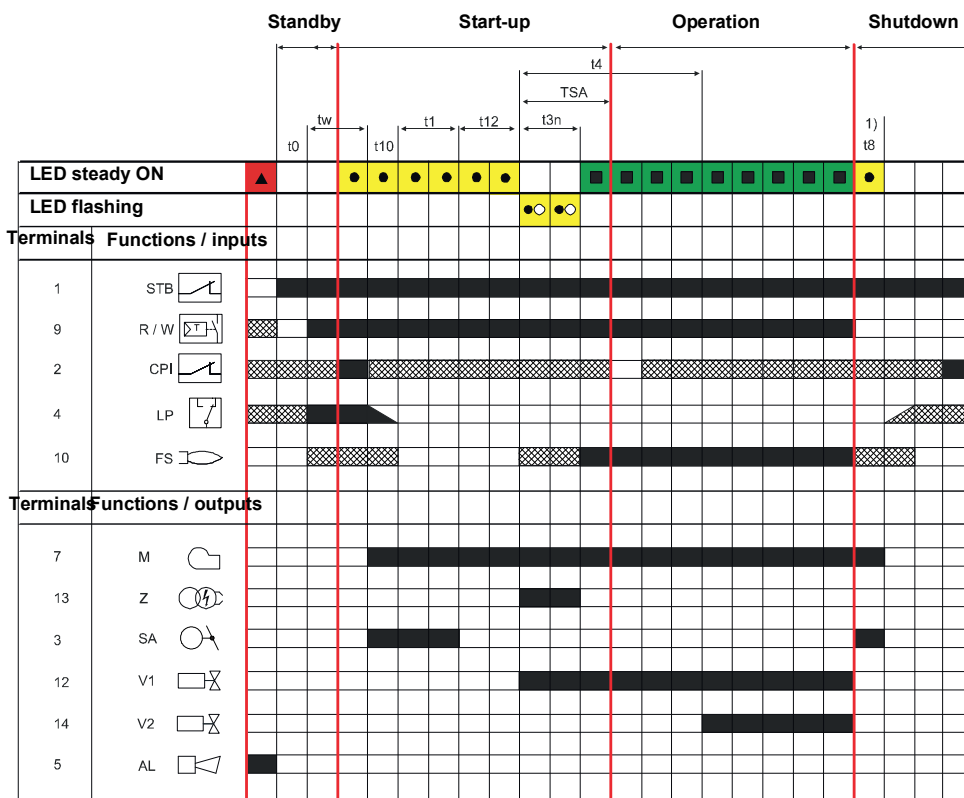 Standby Start-up Operation Shutdown
t4
TSA
tw t1 t12 t3n 1)
t0 t10 t8
LED steady ON
LED flashing
Terminals Functions / inputs
1 STB
9 R / W T
2 CPI
4 LP
10 FS
Terminals Functions / outputs
7 M
13 Z
3 SA
12 V1
14 V2
5 AL